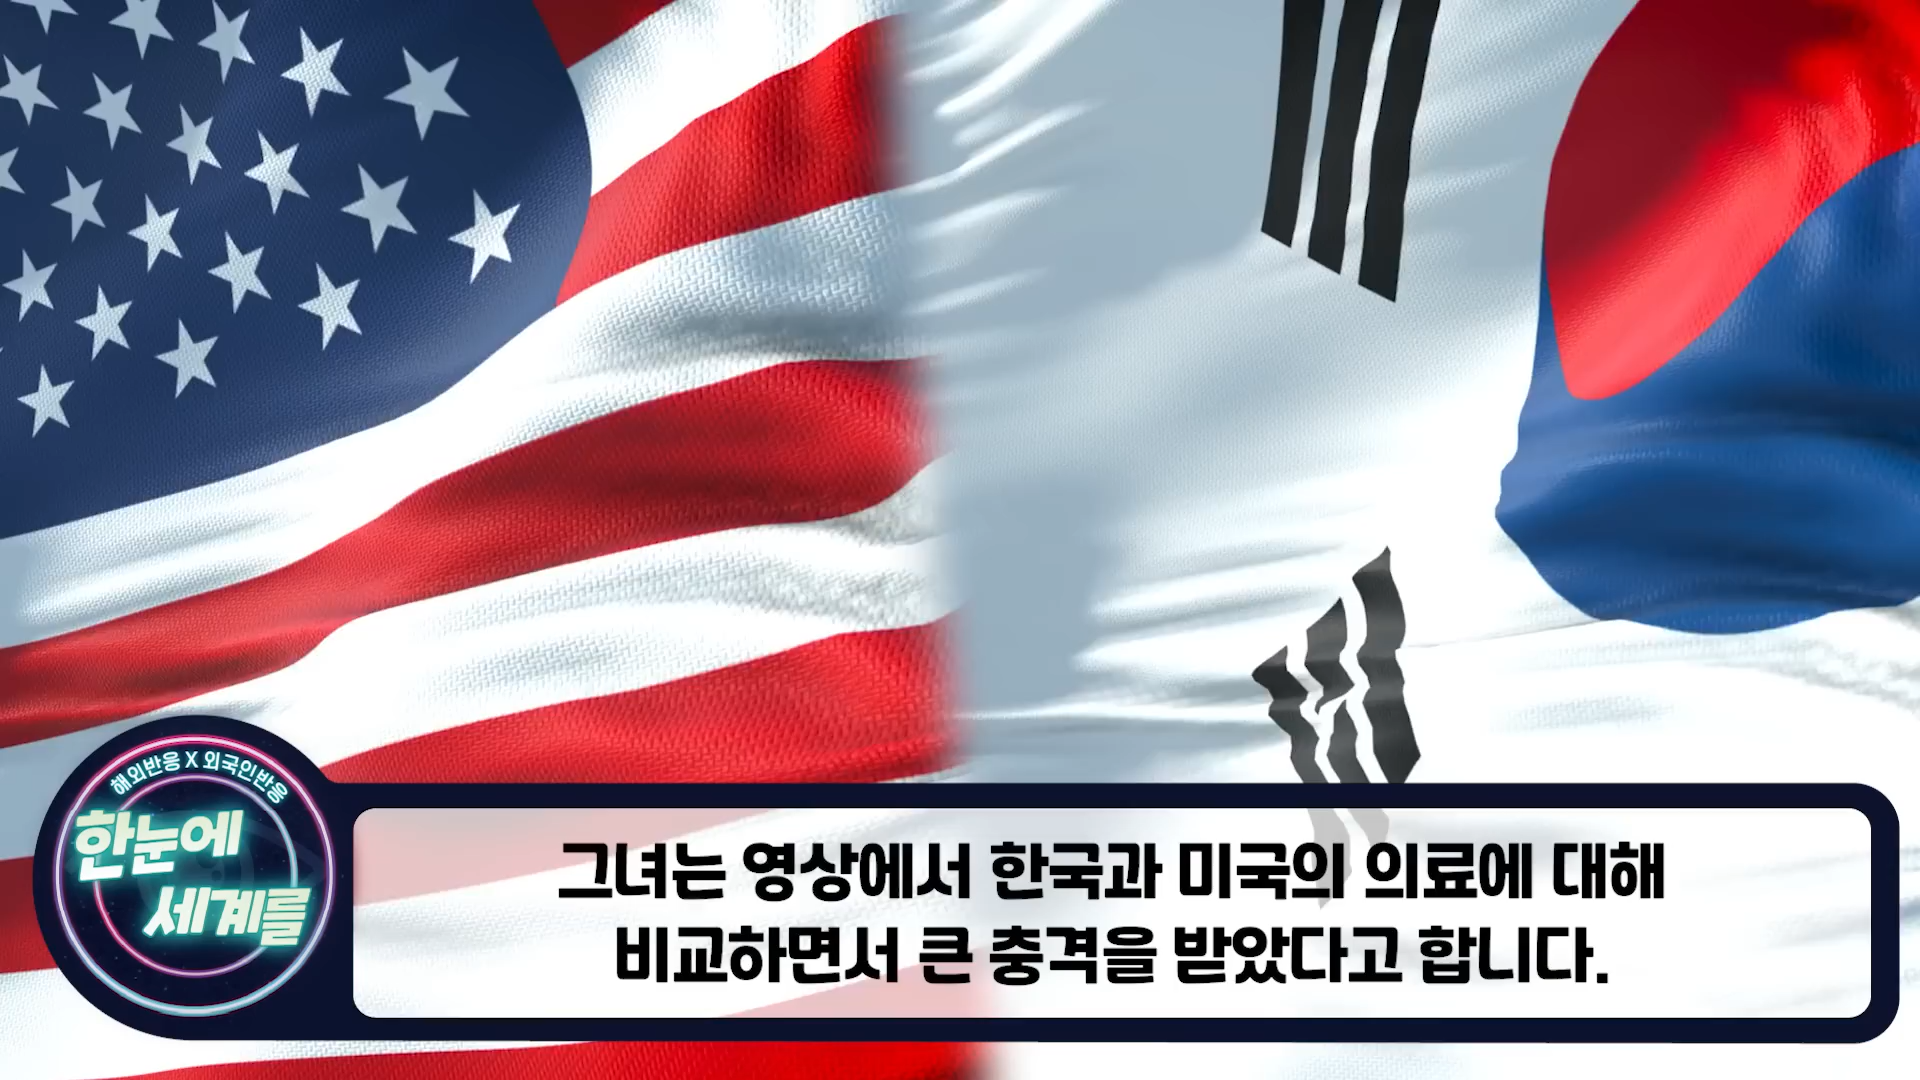 해외반응 X 외국인반응
한눈에
세계를
그녀는 영상에서 한국과 미국의 의료에 대해
비교하면서 큰 충격을 받았다고 합니다.